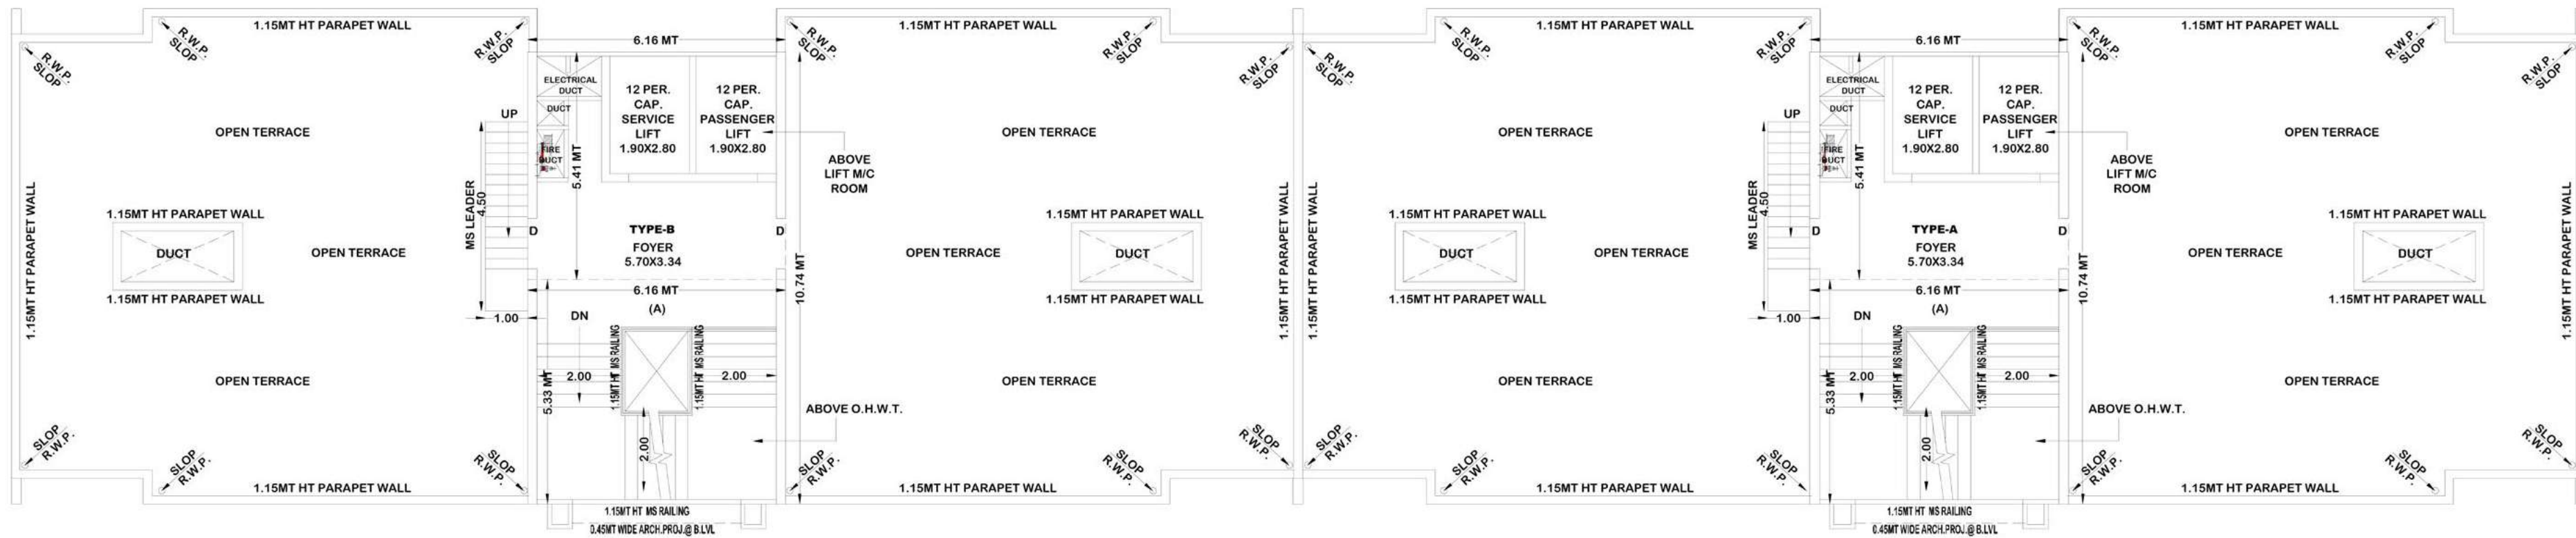 1.15MT HT PARAPET WALL
R.W.P.
SLOP
R.W.P.
SLOP
R.W.P.
SLOP
OPEN TERRACE
1.15MT HT PARAPET WALL
1.15MT HT PARAPET WALL
DUCT
1.15MT HT PARAPET WALL
OPEN TERRACE
OPEN TERRACE
SLOP
R.W.P.
SLOP
R.W.P.
SLOP
R.W.P.
1.15MT HT PARAPET WALL
UP
MS LEADER
4.50
1.00
6.16 MT
ELECTRICAL
DUCT
DUCT
FIRE
DUCT
5.41 MT
12 PER.
CAP.
SERVICE
LIFT
1.90X2.80
12 PER.
CAP.
PASSENGER
LIFT
1.90X2.80
ABOVE
LIFT M/C
ROOM
D
TYPE-B
FOYER
5.70X3.34
D
6.16 MT
(A)
10.74 MT
DN
1.15MT HT MS RAILING
1.15MT HT MS RAILING
2.00
2.00
5.33 MT
2.00
ABOVE O.H.W.T.
1.15MT HT MS RAILING
0.45MT WIDE ARCH.PROJ.@ B.LVL
1.15MT HT PARAPET WALL
R.W.P.
SLOP
R.W.P.
SLOP
R.W.P.
SLOP
OPEN TERRACE
OPEN TERRACE
1.15MT HT PARAPET WALL
DUCT
1.15MT HT PARAPET WALL
1.15MT HT PARAPET WALL
OPEN TERRACE
SLOP
R.W.P.
SLOP
R.W.P.
SLOP
R.W.P.
1.15MT HT PARAPET WALL
1.15MT HT PARAPET WALL
R.W.P.
SLOP
R.W.P.
SLOP
R.W.P.
SLOP
OPEN TERRACE
1.15MT HT PARAPET WALL
1.15MT HT PARAPET WALL
DUCT
1.15MT HT PARAPET WALL
OPEN TERRACE
OPEN TERRACE
SLOP
R.W.P.
SLOP
R.W.P.
SLOP
R.W.P.
1.15MT HT PARAPET WALL
UP
MS LEADER
4.50
1.00
6.16 MT
ELECTRICAL
DUCT
DUCT
FIRE
DUCT
5.41 MT
12 PER.
CAP.
SERVICE
LIFT
1.90X2.80
12 PER.
CAP.
PASSENGER
LIFT
1.90X2.80
ABOVE
LIFT M/C
ROOM
D
TYPE-A
FOYER
5.70X3.34
D
6.16 MT
(A)
10.74 MT
DN
1.15MT HT MS RAILING
1.15MT HT MS RAILING
2.00
2.00
5.33 MT
2.00
ABOVE O.H.W.T.
1.15MT HT MS RAILING
0.45MT WIDE ARCH.PROJ.@ B.LVL
1.15MT HT PARAPET WALL
R.W.P.
SLOP
R.W.P.
SLOP
R.W.P.
SLOP
OPEN TERRACE
OPEN TERRACE
1.15MT HT PARAPET WALL
DUCT
1.15MT HT PARAPET WALL
1.15MT HT PARAPET WALL
OPEN TERRACE
SLOP
R.W.P.
SLOP
R.W.P.
SLOP
R.W.P.
1.15MT HT PARAPET WALL